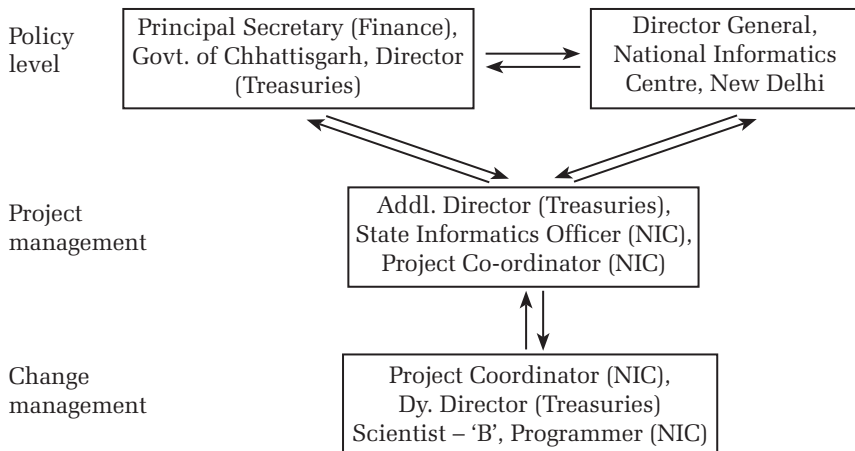 Policy
level
Principal Secretary (Finance),
Govt. of Chhattisgarh, Director
(Treasuries)
Director General,
National Informatics
Centre, New Delhi
Project
management
Addl. Director (Treasuries),
State Informatics Officer (NIC),
Project Co-ordinator (NIC)
Change
management
Project Coordinator (NIC),
Dy. Director (Treasuries)
Scientist – ‘B’, Programmer (NIC)